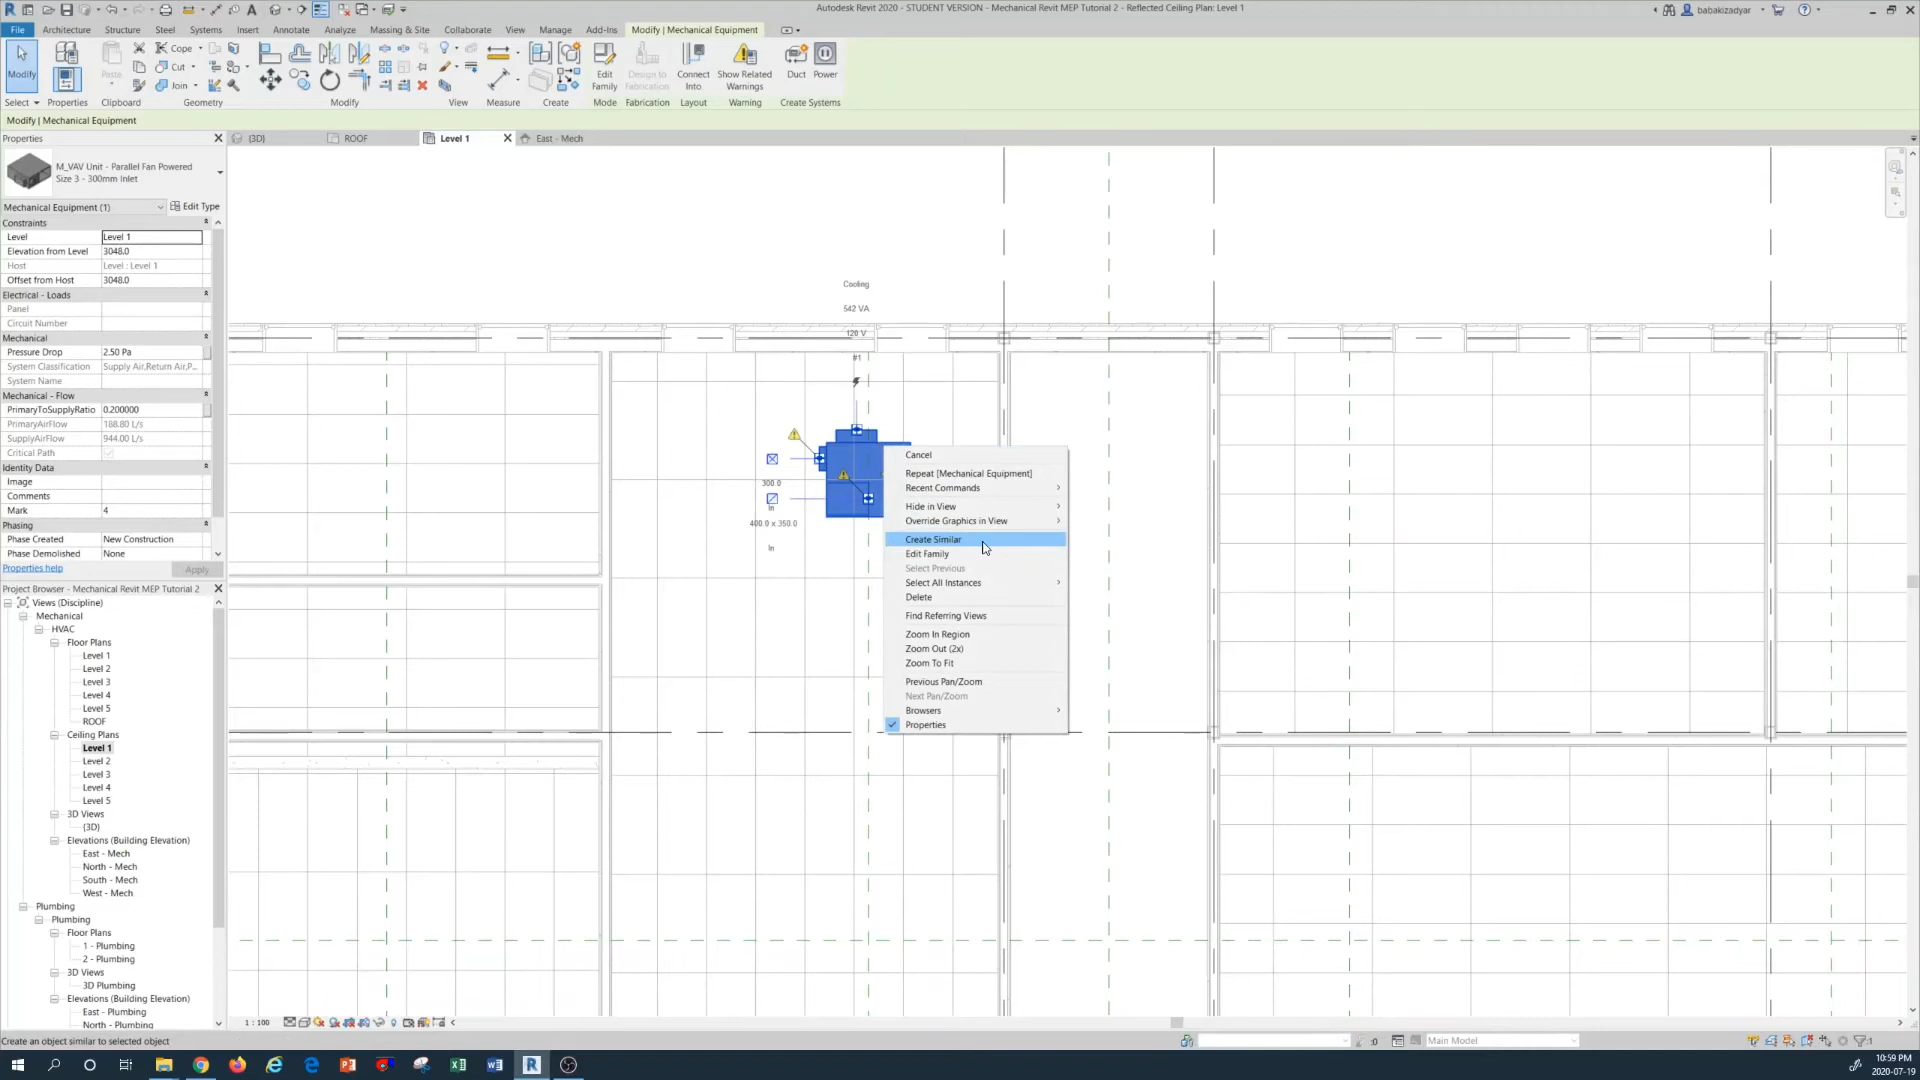 Autodesk Revit 2020 - STUDENT VERSION - Mechanical Revit MEP Tutorial 2 - Reflected Ceiling Plan: Level 1
babakizadyar
File Architecture Structure Steel Systems Insert Annotate Analyze Massing & Site Collaborate View Manage Add-Ins Modify | Mechanical Equipment
Modify
Paste
Cope
Cut
Join
Edit Family
Design to Fabrication
Connect Into
Show Related Warnings
Duct
Power
Select Properties Clipboard Geometry Modify View Measure Create Mode Fabrication Layout Warning Create Systems
Modify | Mechanical Equipment
Properties
{3D}
ROOF
Level 1
East - Mech
M_VAV Unit - Parallel Fan Powered
Size 3 - 300mm Inlet
Mechanical Equipment (1)
Edit Type
Constraints
Level Level 1
Elevation from Level 3048.0
Host Level : Level 1
Offset from Host 3048.0
Electrical - Loads
Panel
Circuit Number
Mechanical
Pressure Drop 2.50 Pa
System Classification Supply Air,Return Air,P...
System Name
Mechanical - Flow
PrimaryToSupplyRatio 0.200000
PrimaryAirFlow 188.80 L/s
SupplyAirFlow 944.00 L/s
Critical Path
Identity Data
Image
Comments
Mark 4
Phasing
Phase Created New Construction
Phase Demolished None
Properties help
Apply
Project Browser - Mechanical Revit MEP Tutorial 2
Views (Discipline)
Mechanical
HVAC
Floor Plans
Level 1
Level 2
Level 3
Level 4
Level 5
ROOF
Ceiling Plans
Level 1
Level 2
Level 3
Level 4
Level 5
3D Views
{3D}
Elevations (Building Elevation)
East - Mech
North - Mech
South - Mech
West - Mech
Plumbing
Plumbing
Floor Plans
1 - Plumbing
2 - Plumbing
3D Views
3D Plumbing
Elevations (Building Elevation)
East - Plumbing
North - Plumbing
Cooling
542 VA
120 V
#1
300.0
In
400.0 x 350.0
In
Cancel
Repeat [Mechanical Equipment]
Recent Commands
Hide in View
Override Graphics in View
Create Similar
Edit Family
Select Previous
Select All Instances
Delete
Find Referring Views
Zoom In Region
Zoom Out (2x)
Zoom To Fit
Previous Pan/Zoom
Next Pan/Zoom
Browsers
Properties
1 : 100
Create an object similar to selected object
:0
Main Model
:1
10:59 PM
2020-07-19